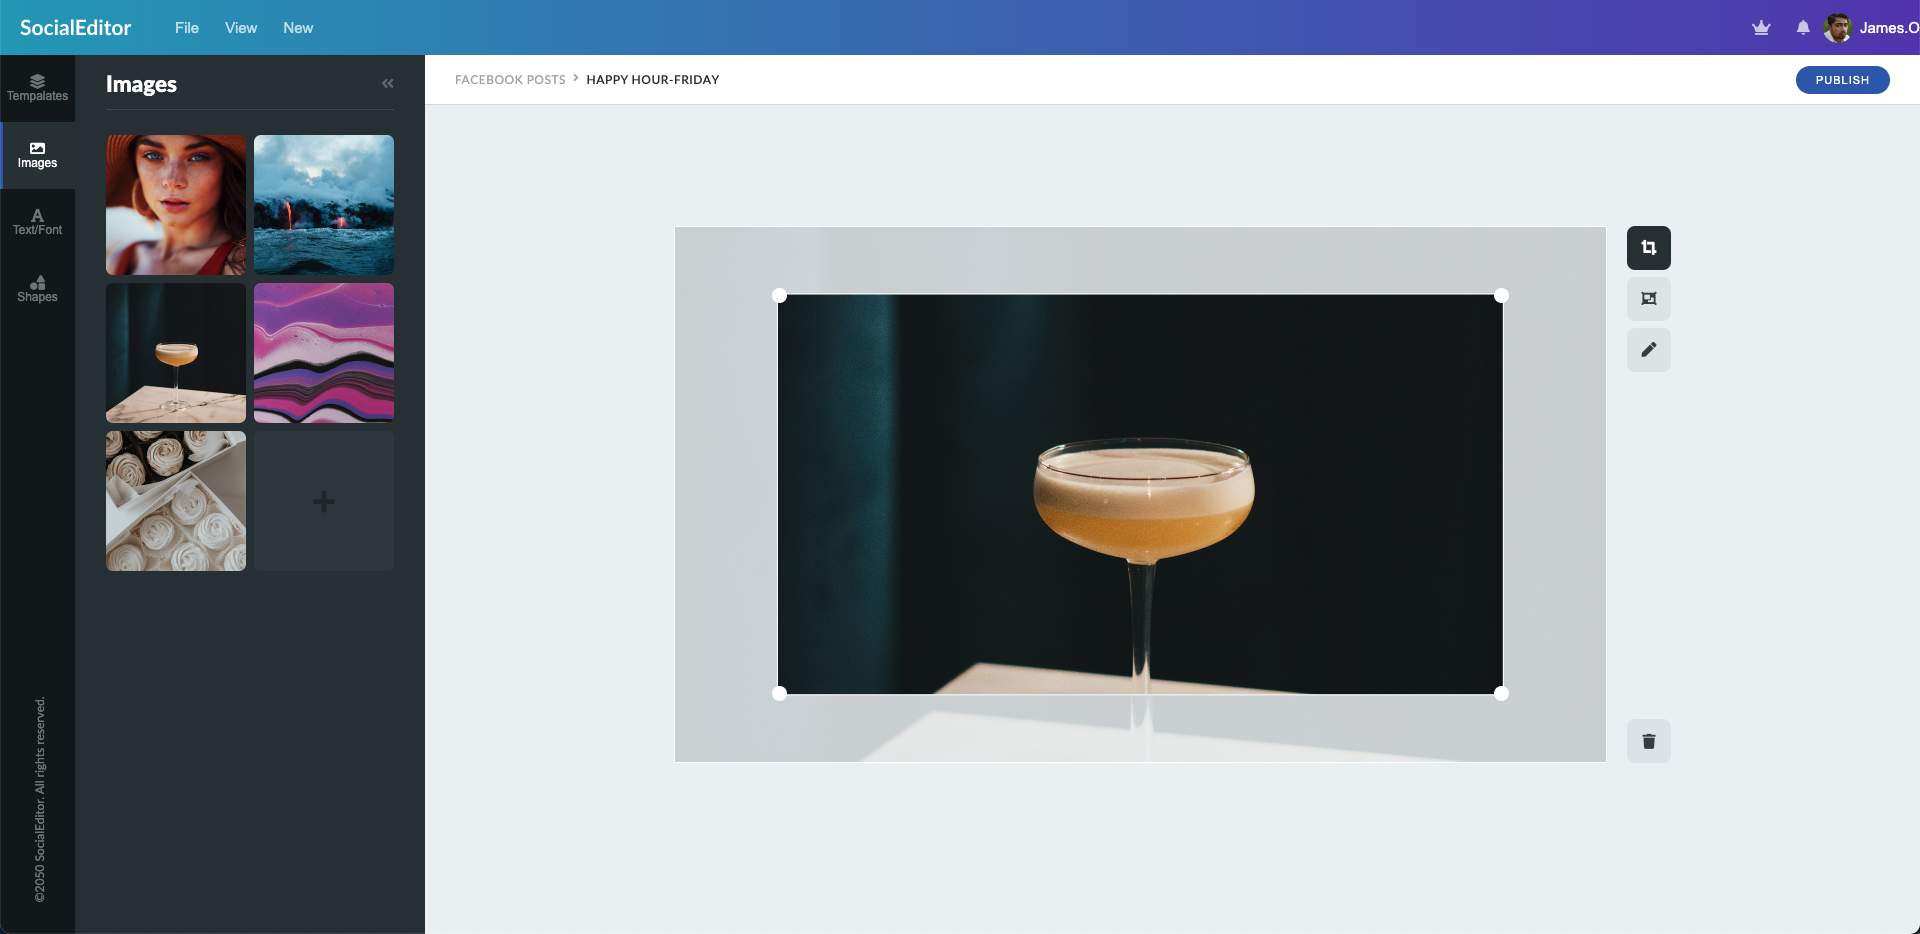 SocialEditor
File
View
New
James.O
Tempalates
Images
Text/Font
Shapes
©2050 SocialEditor. All rights reserved.
Images
FACEBOOK POSTS
HAPPY HOUR-FRIDAY
PUBLISH